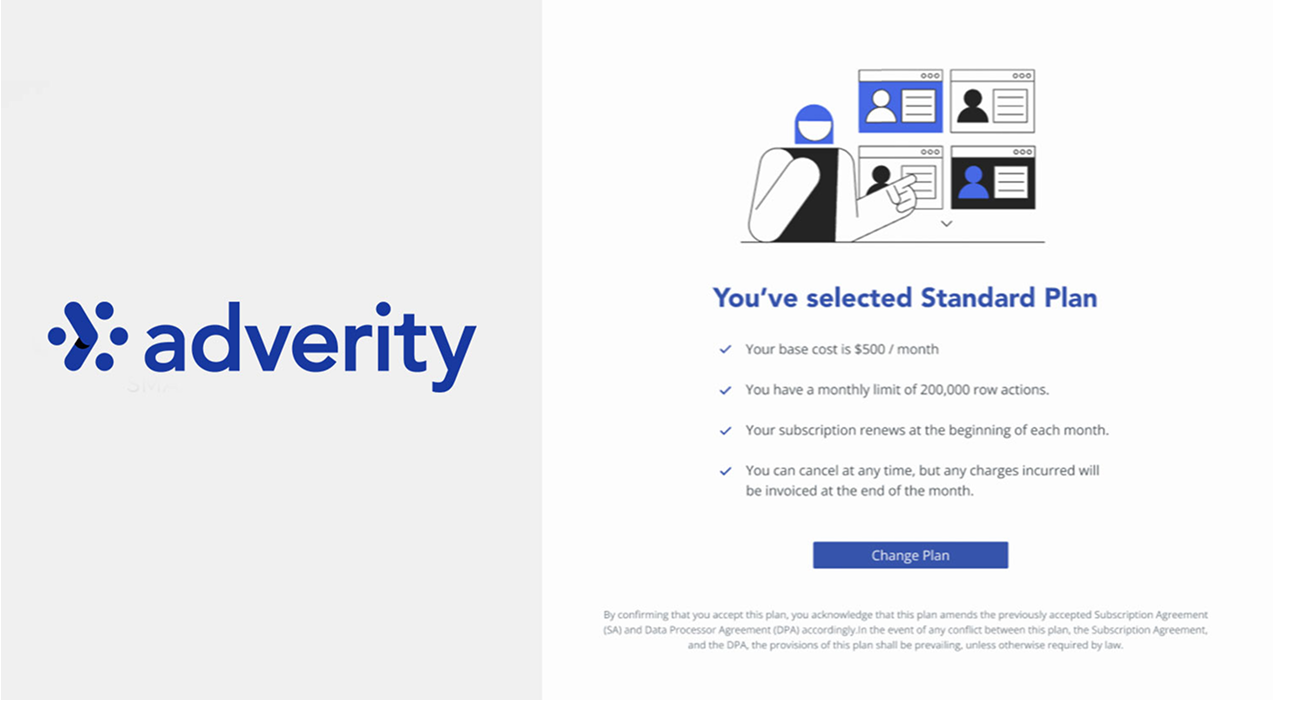 adverity
You've selected Standard Plan
Your base cost is $500 / month
You have a monthly limit of 200,000 row actions.
Your subscription renews at the beginning of each month.
You can cancel at any time, but any charges incurred will
be invoiced at the end of the month.
Change Plan
By confirming that you accept this plan, you acknowledge that this plan amends the previously accepted Subscription Agreement
(SA) and Data Processor Agreement (DPA) accordingly.In the event of any conflict between this plan, the Subscription Agreement,
and the DPA, the provisions of this plan shall be prevailing, unless otherwise required by law.